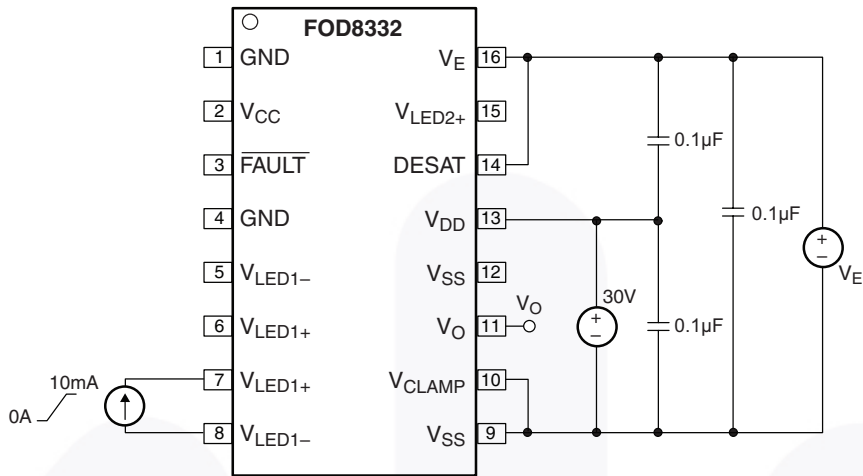 FOD8332
1 GND
2 VCC
3 FAULT
4 GND
5 VLED1–
6 VLED1+
7 VLED1+
8 VLED1–
VE 16
VLED2+ 15
DESAT 14
VDD 13
VSS 12
VO 11
VCLAMP 10
VSS 9
10mA
0A
VO
30V
0.1µF
0.1µF
0.1µF
VE